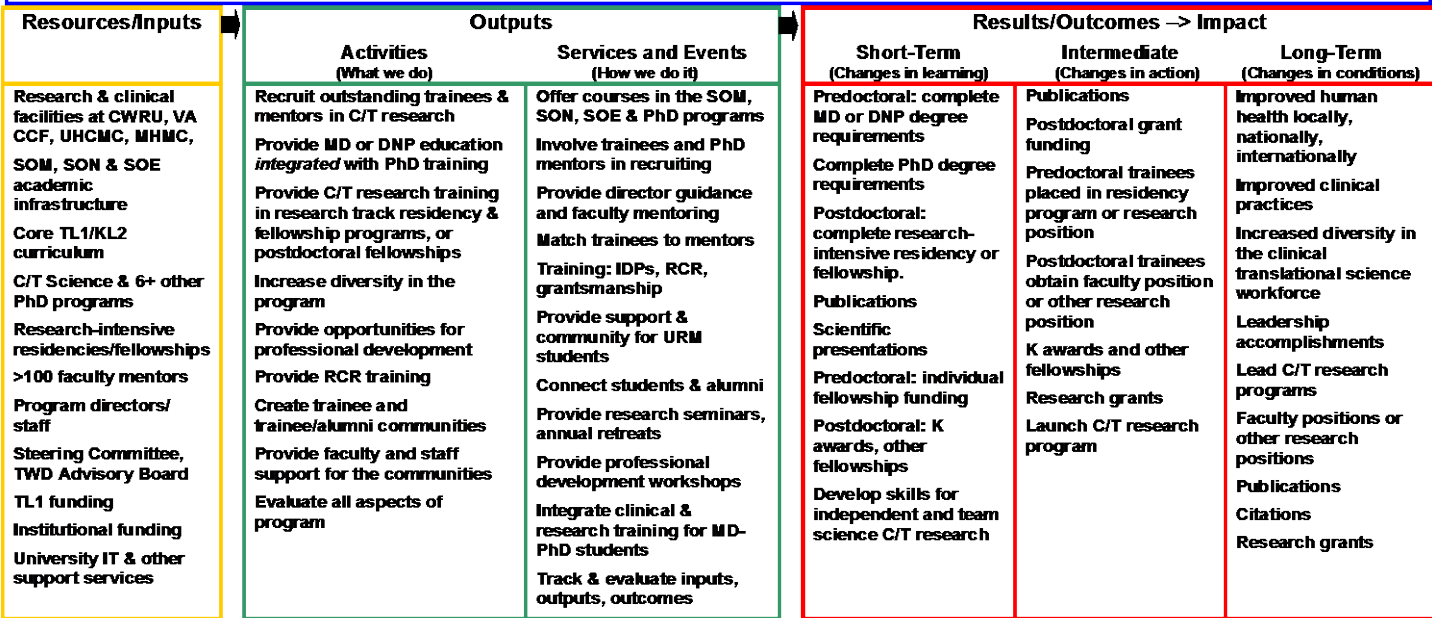 Resources/Inputs
Research & clinical
facilities at CWRU, VA
CCF, UHCMC, MHMC,
SOM, SON & SOE
academic
infrastructure
Core TL1/KL2
curriculum
C/T Science & 6+ other
PhD programs
Research-intensive
residencies/fellowships
>100 faculty mentors
Program directors/
staff
Steering Committee,
TWD Advisory Board
TL1 funding
Institutional funding
University IT & other
support services
Outputs
Activities
(What we do)
Recruit outstanding trainees &
mentors in C/T research
Provide MD or DNP education
integrated with PhD training
Provide C/T research training
in research track residency &
fellowship programs, or
postdoctoral fellowships
Increase diversity in the
program
Provide opportunities for
professional development
Provide RCR training
Create trainee and
trainee/alumni communities
Provide faculty and staff
support for the communities
Evaluate all aspects of
program
Services and Events
(How we do it)
Offer courses in the SOM,
SON, SOE & PhD programs
Involve trainees and PhD
mentors in recruiting
Provide director guidance
and faculty mentoring
Match trainees to mentors
Training: IDPs, RCR,
grantsmanship
Provide support &
community for URM
students
Connect students & alumni
Provide research seminars,
annual retreats
Provide professional
development workshops
Integrate clinical &
research training for MD-
PhD students
Track & evaluate inputs,
outputs, outcomes
Results/Outcomes –> Impact
Short-Term
(Changes in learning)
Predoctoral: complete
MD or DNP degree
requirements
Complete PhD degree
requirements
Postdoctoral:
complete research-
intensive residency or
fellowship.
Publications
Scientific
presentations
Predoctoral: individual
fellowship funding
Postdoctoral: K
awards, other
fellowships
Develop skills for
independent and team
science C/T research
Intermediate
(Changes in action)
Publications
Postdoctoral grant
funding
Predoctoral trainees
placed in residency
program or research
position
Postdoctoral trainees
obtain faculty position
or other research
position
K awards and other
fellowships
Research grants
Launch C/T research
program
Long-Term
(Changes in conditions)
Improved human
health locally,
nationally,
internationally
Improved clinical
practices
Increased diversity in
the clinical
translational science
workforce
Leadership
accomplishments
Lead C/T research
programs
Faculty positions or
other research
positions
Publications
Citations
Research grants